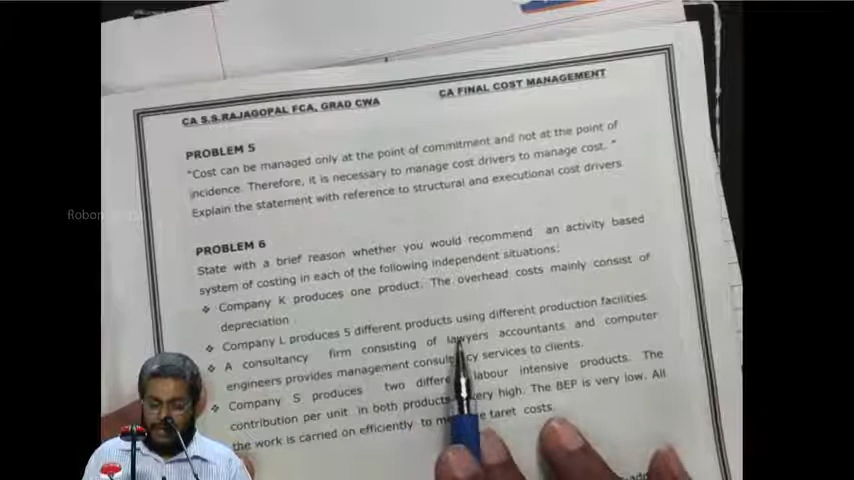 CA S.S.RAJAGOPAL FCA, GRAD CWA
CA FINAL COST MANAGEMENT
PROBLEM 5
"Cost can be managed only at the point of commitment and not at the point of
incidence. Therefore, it is necessary to manage cost drivers to manage cost. "
Explain the statement with reference to structural and executional cost drivers
PROBLEM 6
State with a brief reason whether you would recommend an activity based
system of costing in each of the following independent situations:
Company K produces one product. The overhead costs mainly consist of
depreciation
Company L produces 5 different products using different production facilities
A consultancy firm consisting of lawyers accountants and computer
engineers provides management consultancy services to clients.
Company S produces two labour intensive products. The
contribution per unit in both products very high. The BEP is very low. All
the work is carried on efficiently to taret costs.